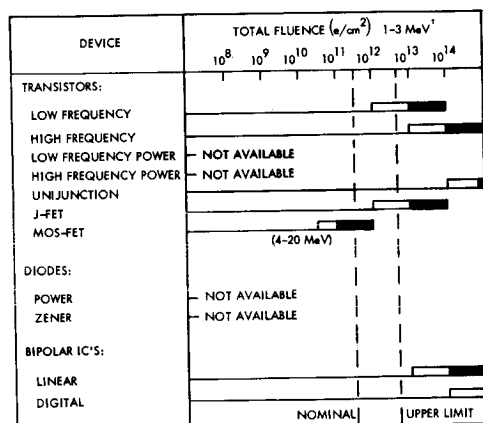 DEVICE
TOTAL FLUENCE (e/cm²) 1-3 MeV†
10⁸ 10⁹ 10¹⁰ 10¹¹ 10¹² 10¹³ 10¹⁴
TRANSISTORS:
LOW FREQUENCY
HIGH FREQUENCY
LOW FREQUENCY POWER NOT AVAILABLE
HIGH FREQUENCY POWER NOT AVAILABLE
UNIJUNCTION
J-FET
MOS-FET
(4-20 MeV)
DIODES:
POWER NOT AVAILABLE
ZENER NOT AVAILABLE
BIPOLAR IC'S:
LINEAR
DIGITAL
NOMINAL UPPER LIMIT